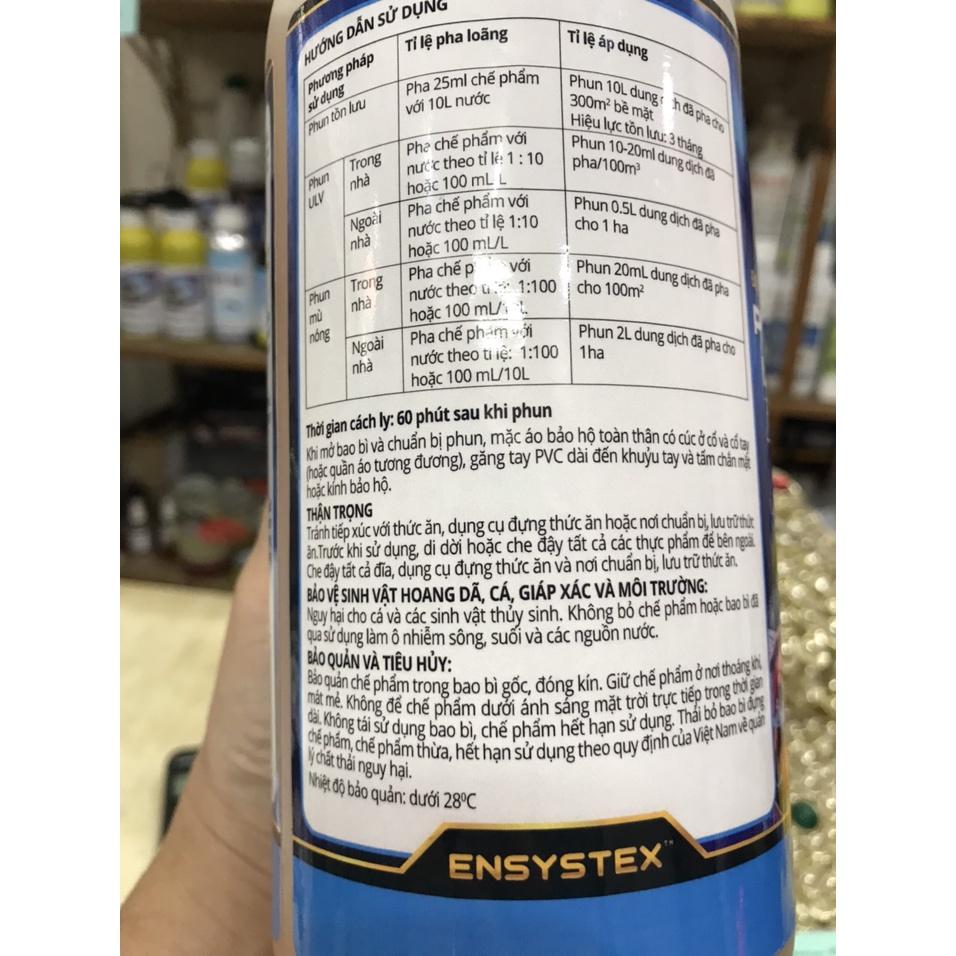 HƯỚNG DẪN SỬ DỤNG
Phương pháp sử dụng
Tỉ lệ pha loãng
Tỉ lệ áp dụng
Phun tồn lưu
Pha 25ml chế phẩm
với 10L nước
Phun 10L dung dịch đã pha cho
300m² bề mặt
Hiệu lực tồn lưu: 3 tháng
Phun
ULV
Trong
nhà
Pha chế phẩm với
nước theo tỉ lệ 1 : 10
hoặc 100 mL L
Phun 10-20ml dung dịch đã
pha/100m³
Ngoài
nhà
Pha chế phẩm với
nước theo tỉ lệ 1:10
hoặc 100 mL/L
Phun 0.5L dung dịch đã pha
cho 1 ha
Phun
mù
nóng
Trong
nhà
Pha chế với
nước theo 1:100
hoặc 100 mL/
Phun 20mL dung dịch đã pha
cho 100m²
Ngoài
nhà
Pha chế phẩm với
nước theo tỉ lệ: 1:100
hoặc 100 mL/10L
Phun 2L dung dịch đã pha cho
1ha
Thời gian cách ly: 60 phút sau khi phun
Khi mở bao bì và chuẩn bị phun, mặc áo bảo hộ toàn thân có cúc ở cổ và cổ tay
(hoặc quần áo tương đương), găng tay PVC dài đến khuỷu tay và tấm chắn mặt
hoặc kính bảo hộ.
THẬN TRỌNG
Tránh tiếp xúc với thức ăn, dụng cụ đựng thức ăn hoặc nơi chuẩn bị, lưu trữ thức
ăn.Trước khi sử dụng, di dời hoặc che đậy tất cả các thực phẩm để bên ngoài.
Che đậy tất cả đĩa, dụng cụ đựng thức ăn và nơi chuẩn bị, lưu trữ thức ăn.
BẢO VỆ SINH VẬT HOANG DÃ, CÁ, GIÁP XÁC VÀ MÔI TRƯỜNG:
Nguy hại cho cá và các sinh vật thủy sinh. Không bỏ chế phẩm hoặc bao bì đã
qua sử dụng làm ô nhiễm sông, suối và các nguồn nước.
BẢO QUẢN VÀ TIÊU HỦY:
Bảo quản chế phẩm trong bao bì gốc, đóng kín. Giữ chế phẩm ở nơi thoáng khí,
mát mẻ. Không để chế phẩm dưới ánh sáng mặt trời trực tiếp trong thời gian
dài. Không tái sử dụng bao bì, chế phẩm hết hạn sử dụng. Thải bỏ bao bì đựng
chế phẩm, chế phẩm thừa, hết hạn sử dụng theo quy định của Việt Nam về quản
lý chất thải nguy hại.
Nhiệt độ bảo quản: dưới 28⁰C
ENSYSTEX™